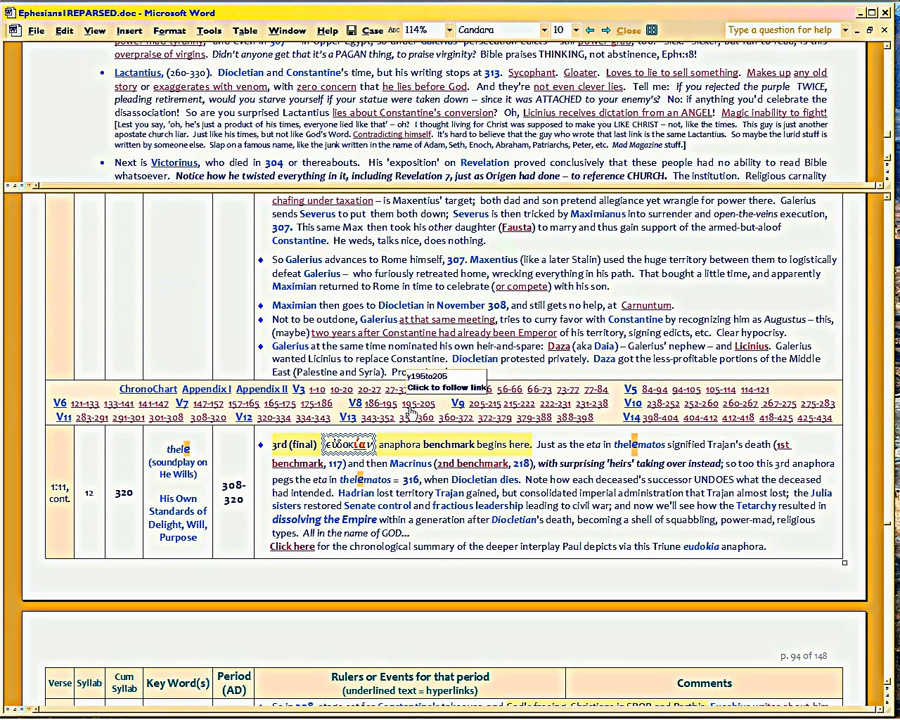 Ephesians1REPARSED.doc - Microsoft Word
File Edit View Insert Format Tools Table Window Help Case 114% Candara 10 Close Type a question for help
overpraise of virgins. Didn't anyone get that it's a PAGAN thing, to praise virginity? Bible praises THINKING, not abstinence, Eph1:18!
• Lactantius, (260-330). Diocletian and Constantine's time, but his writing stops at 313. Sycophant. Gloater. Loves to lie to sell something. Makes up any old
story or exaggerates with venom, with zero concern that he lies before God. And they're not even clever lies. Tell me: if you rejected the purple TWICE,
pleading retirement, would you starve yourself if your statue were taken down – since it was ATTACHED to your enemy's? No: if anything you'd celebrate the
disassociation! So are you surprised Lactantius lies about Constantine's conversion? Oh, Licinius receives dictation from an ANGEL! Magic inability to fight!
[Lest you say, 'oh, he's just a product of his times, everyone lied like that' – oh? I thought living for Christ was supposed to make you LIKE CHRIST – not, like the times. This guy is just another
apostate church liar. Just like his times, but not like God's Word. Contradicting himself. It's hard to believe that the guy who wrote that last link is the same Lactantius. So maybe the lurid stuff is
written by someone else. Slap on a famous name, like the junk written in the name of Adam, Seth, Enoch, Abraham, Patriarchs, Peter, etc. Mad Magazine stuff.]
• Next is Victorinus, who died in 304 or thereabouts. His 'exposition' on Revelation proved conclusively that these people had no ability to read Bible
whatsoever. Notice how he twisted everything in it, including Revelation 7, just as Origen had done – to reference CHURCH. The institution. Religious carnality
chafing under taxation – is Maxentius' target; both dad and son pretend allegiance yet wrangle for power there. Galerius
sends Severus to put them both down; Severus is then tricked by Maximianus into surrender and open-the-veins execution,
307. This same Max then took his other daughter (Fausta) to marry and thus gain support of the armed-but-aloof
Constantine. He weds, talks nice, does nothing.
♦ So Galerius advances to Rome himself, 307. Maxentius (like a later Stalin) used the huge territory between them to logistically
defeat Galerius – who furiously retreated home, wrecking everything in his path. That bought a little time, and apparently
Maximian returned to Rome in time to celebrate (or compete) with his son.
♦ Maximian then goes to Diocletian in November 308, and still gets no help, at Carnuntum.
♦ Not to be outdone, Galerius at that same meeting, tries to curry favor with Constantine by recognizing him as Augustus – this,
(maybe) two years after Constantine had already been Emperor of his territory, signing edicts, etc. Clear hypocrisy.
♦ Galerius at the same time nominated his own heir-and-spare: Daza (aka Daia) – Galerius' nephew – and Licinius. Galerius
wanted Licinius to replace Constantine. Diocletian protested privately. Daza got the less-profitable portions of the Middle
East (Palestine and Syria).
y195to205
Click to follow link
ChronoChart Appendix I Appendix II V3 1-10 10-20 20-27 56-66 66-73 73-77 77-84 V5 84-94 94-105 105-114 114-121
V6 121-133 133-141 141-147 V7 147-157 157-165 165-175 175-186 V8 186-195 195-205 V9 205-215 215-222 222-231 231-238 V10 238-252 252-260 260-267 267-275 275-283
V11 283-291 291-301 301-308 308-320 V12 320-334 334-343 V13 343-351 360 360-372 372-379 379-388 388-398 V14 398-404 404-412 412-418 418-425 425-434
1:11, cont.
12
320
thele
(soundplay on
He Wills)
His Own
Standards of
Delight, Will,
Purpose
308-
320
♦ 3rd (final) εὐδοκίαν anaphora benchmark begins here. Just as the eta in thelematos signified Trajan's death (1st
benchmark, 117) and then Macrinus (2nd benchmark, 218), with surprising 'heirs' taking over instead; so too this 3rd anaphora
pegs the eta in thelematos = 316, when Diocletian dies. Note how each deceased's successor UNDOES what the deceased
had intended. Hadrian lost territory Trajan gained, but consolidated imperial administration that Trajan almost lost; the Julia
sisters restored Senate control and fractious leadership leading to civil war; and now we'll see how the Tetarchy resulted in
dissolving the Empire within a generation after Diocletian's death, becoming a shell of squabbling, power-mad, religious
types. All in the name of GOD...
Click here for the chronological summary of the deeper interplay Paul depicts via this Triune eudokia anaphora.
p. 94 of 148
Verse Syllab Cum Syllab Key Word(s) Period (AD) Rulers or Events for that period (underlined text = hyperlinks) Comments